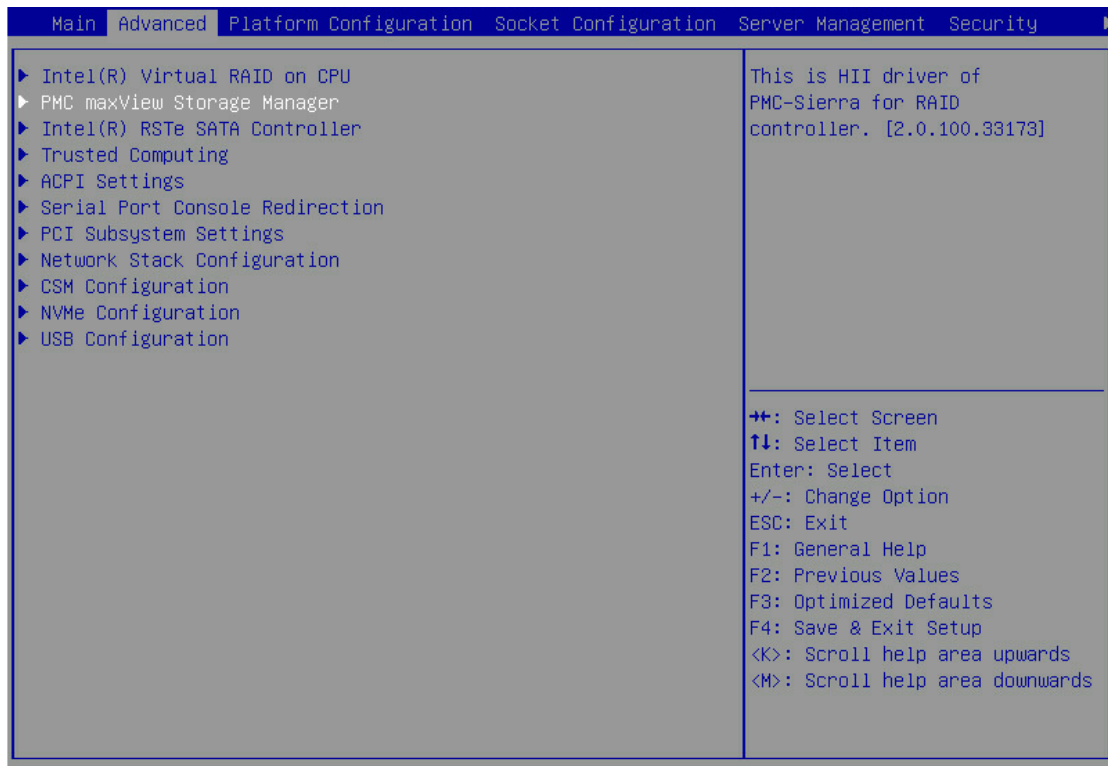 Main Advanced Platform Configuration Socket Configuration Server Management Security
Intel(R) Virtual RAID on CPU
PMC maxView Storage Manager
Intel(R) RSTe SATA Controller
Trusted Computing
ACPI Settings
Serial Port Console Redirection
PCI Subsystem Settings
Network Stack Configuration
CSM Configuration
NVMe Configuration
USB Configuration
This is HII driver of
PMC-Sierra for RAID
controller. [2.0.100.33173]
→←: Select Screen
↑↓: Select Item
Enter: Select
+/-: Change Option
ESC: Exit
F1: General Help
F2: Previous Values
F3: Optimized Defaults
F4: Save & Exit Setup
<K>: Scroll help area upwards
<M>: Scroll help area downwards